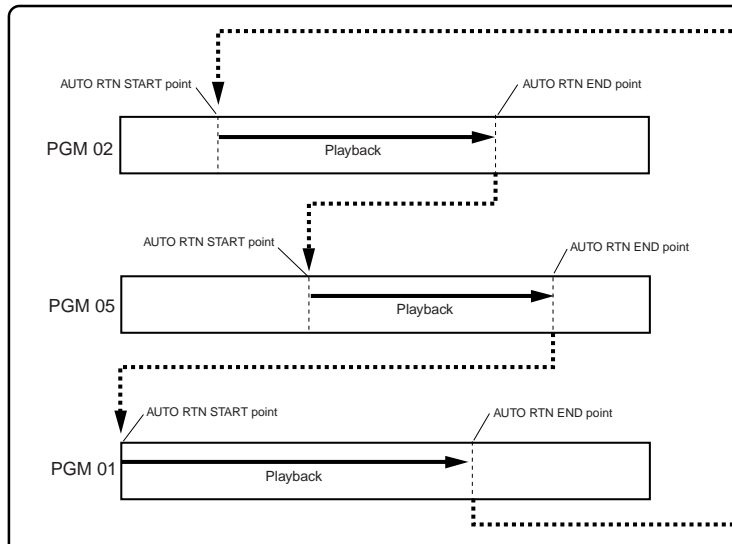 AUTO RTN START point
AUTO RTN END point
PGM 02
Playback
AUTO RTN START point
AUTO RTN END point
PGM 05
Playback
AUTO RTN START point
AUTO RTN END point
PGM 01
Playback